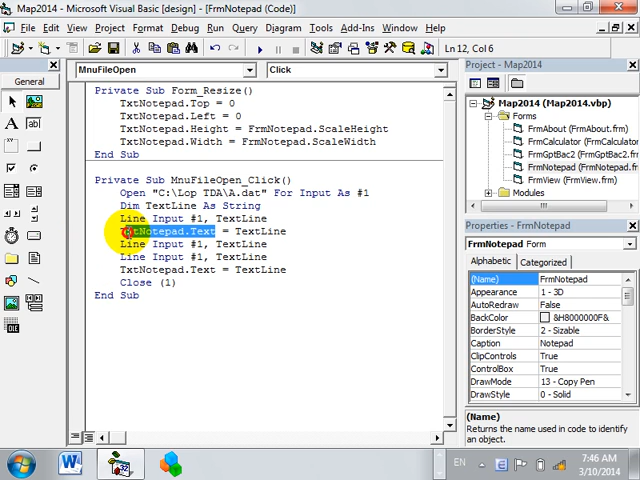 Map2014 - Microsoft Visual Basic [design] - [FrmNotepad (Code)]
File Edit View Project Format Debug Run Query Diagram Tools Add-Ins Window Help
Ln 12, Col 6
General
MnuFileOpen
Click
Private Sub Form_Resize()
TxtNotepad.Top = 0
TxtNotepad.Left = 0
TxtNotepad.Height = FrmNotepad.ScaleHeight
TxtNotepad.Width = FrmNotepad.ScaleWidth
End Sub
Private Sub MnuFileOpen_Click()
Open "C:\Lop TDA\A.dat" For Input As #1
Dim TextLine As String
Line Input #1, TextLine
TxtNotepad.Text = TextLine
Line Input #1, TextLine
Line Input #1, TextLine
TxtNotepad.Text = TextLine
Close (1)
End Sub
Project - Map2014
Map2014 (Map2014.vbp)
Forms
FrmAbout (FrmAbout.frm)
FrmCalculator (FrmCalculator
FrmGptBac2 (FrmGptBac2.frm)
FrmNotepad (FrmNotepad.frm
FrmView (FrmView.frm)
Modules
Properties - FrmNotepad
FrmNotepad Form
Alphabetic Categorized
(Name) FrmNotepad
Appearance 1 - 3D
AutoRedraw False
BackColor &H8000000F&
BorderStyle 2 - Sizable
Caption Notepad
ClipControls True
ControlBox True
DrawMode 13 - Copy Pen
DrawStyle 0 - Solid
(Name)
Returns the name used in code to identify
an object.
EN
7:46 AM
3/10/2014